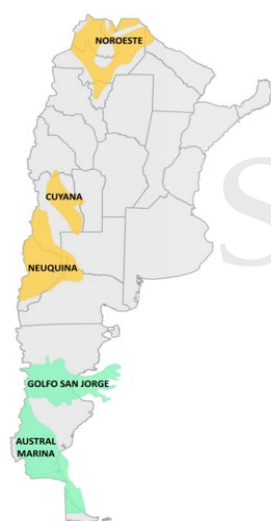 NOROESTE
CUYANA
S
NEUQUINA
GOLFO SAN JORGE
AUSTRAL
MARINA